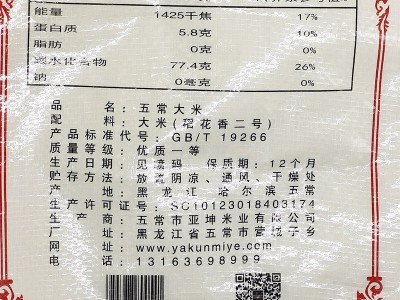 能量 1425千焦 17%
蛋白质 5.8克 10%
脂肪 0克 0%
碳水化合物 77.4克 26%
钠 0毫克 0%
品名：五常大米
配料：大米(稻花香二号)
产品标准代号：GB/T 19266
质量等级：优质一等
生产日期：见喷码 保质期：12个月
贮存方法：放置阴凉、通风、干燥处
产地：黑龙江哈尔滨五常
生产许可证号：SC10123018403174
生产商：五常市亚坤米业有限公司
厂址：黑龙江省五常市营城子乡
网址：www.yakunmiye.com
电话：13163698999